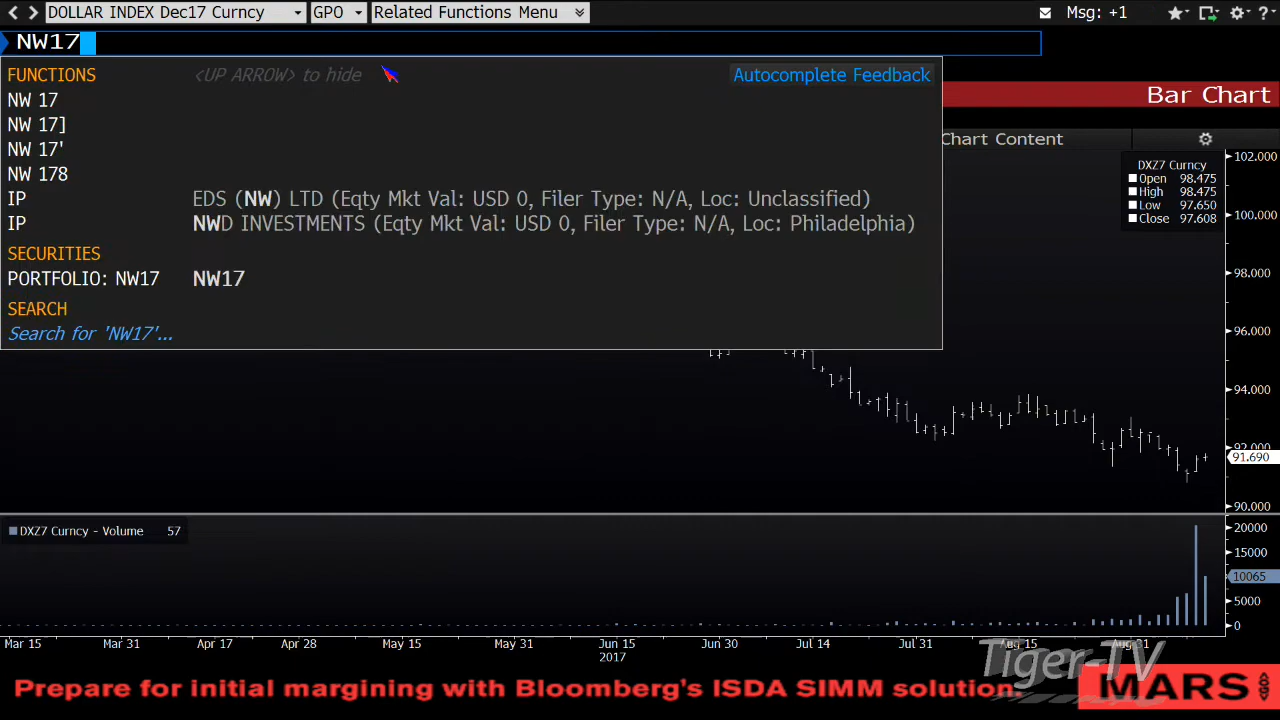 DOLLAR INDEX Dec17 Curncy GPO Related Functions Menu Msg: +1 ?
NW17
FUNCTIONS <UP ARROW> to hide Autocomplete Feedback
NW 17
NW 17]
NW 17'
NW 178
IP EDS (NW) LTD (Eqty Mkt Val: USD 0, Filer Type: N/A, Loc: Unclassified)
IP NWD INVESTMENTS (Eqty Mkt Val: USD 0, Filer Type: N/A, Loc: Philadelphia)
SECURITIES
PORTFOLIO: NW17 NW17
SEARCH
Search for 'NW17'...
Bar Chart
Chart Content
DXZ7 Curncy
Open 98.475
High 98.475
Low 97.650
Close 97.608
102.000
100.000
98.000
96.000
94.000
92.000
91.690
90.000
DXZ7 Curncy - Volume 57
20000
15000
10065
5000
0
Mar 15 Mar 31 Apr 17 Apr 28 May 15 May 31 Jun 15 Jun 30 Jul 14 Jul 31 Aug 15 Aug 31
2017
Tiger-TV
Prepare for initial margining with Bloomberg's ISDA SIMM solution. MARS